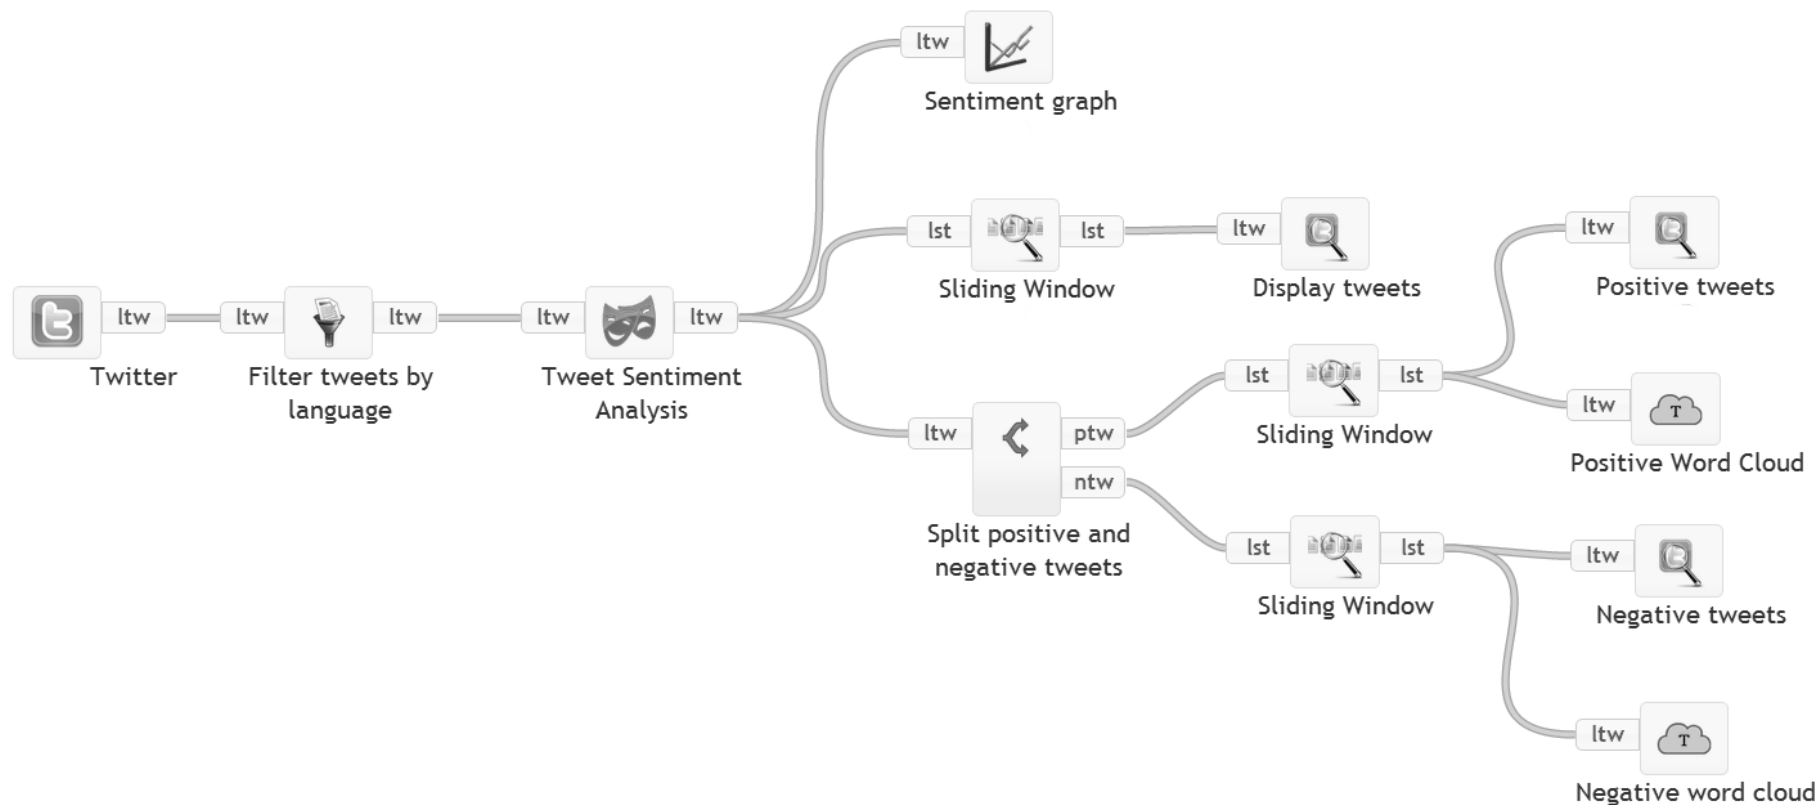 ltw
Sentiment graph
lst
lst
ltw
Sliding Window
Display tweets
ltw
Positive tweets
ltw
ltw
ltw
ltw
ltw
Twitter
Filter tweets by
language
Tweet Sentiment
Analysis
lst
lst
Sliding Window
ltw
Positive Word Cloud
ltw
ptw
ntw
Split positive and
negative tweets
lst
lst
Sliding Window
ltw
Negative tweets
ltw
Negative word cloud
T
T